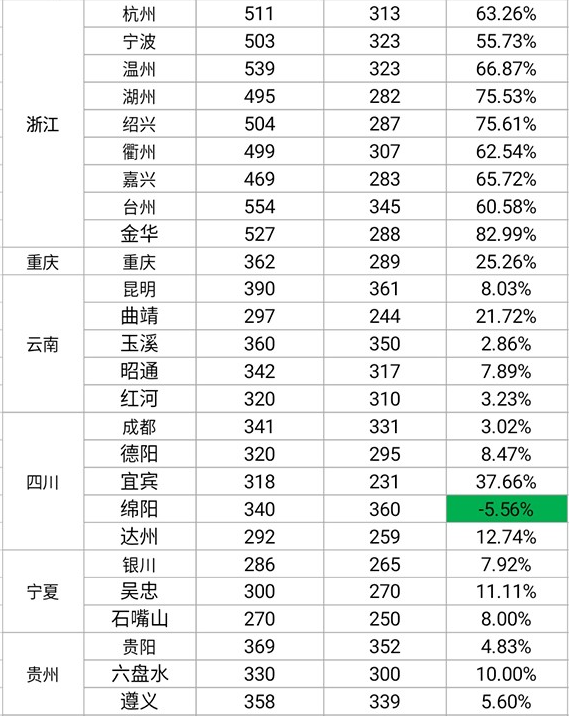 浙江 杭州 511 313 63.26%
宁波 503 323 55.73%
温州 539 323 66.87%
湖州 495 282 75.53%
绍兴 504 287 75.61%
衢州 499 307 62.54%
嘉兴 469 283 65.72%
台州 554 345 60.58%
金华 527 288 82.99%
重庆 重庆 362 289 25.26%
云南 昆明 390 361 8.03%
曲靖 297 244 21.72%
玉溪 360 350 2.86%
昭通 342 317 7.89%
红河 320 310 3.23%
四川 成都 341 331 3.02%
德阳 320 295 8.47%
宜宾 318 231 37.66%
绵阳 340 360 -5.56%
达州 292 259 12.74%
宁夏 银川 286 265 7.92%
吴忠 300 270 11.11%
石嘴山 270 250 8.00%
贵州 贵阳 369 352 4.83%
六盘水 330 300 10.00%
遵义 358 339 5.60%